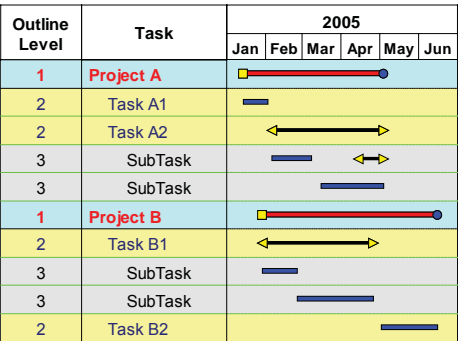 Outline Level Task 2005
Jan Feb Mar Apr May Jun
1 Project A
2 Task A1
2 Task A2
3 SubTask
3 SubTask
1 Project B
2 Task B1
3 SubTask
3 SubTask
2 Task B2